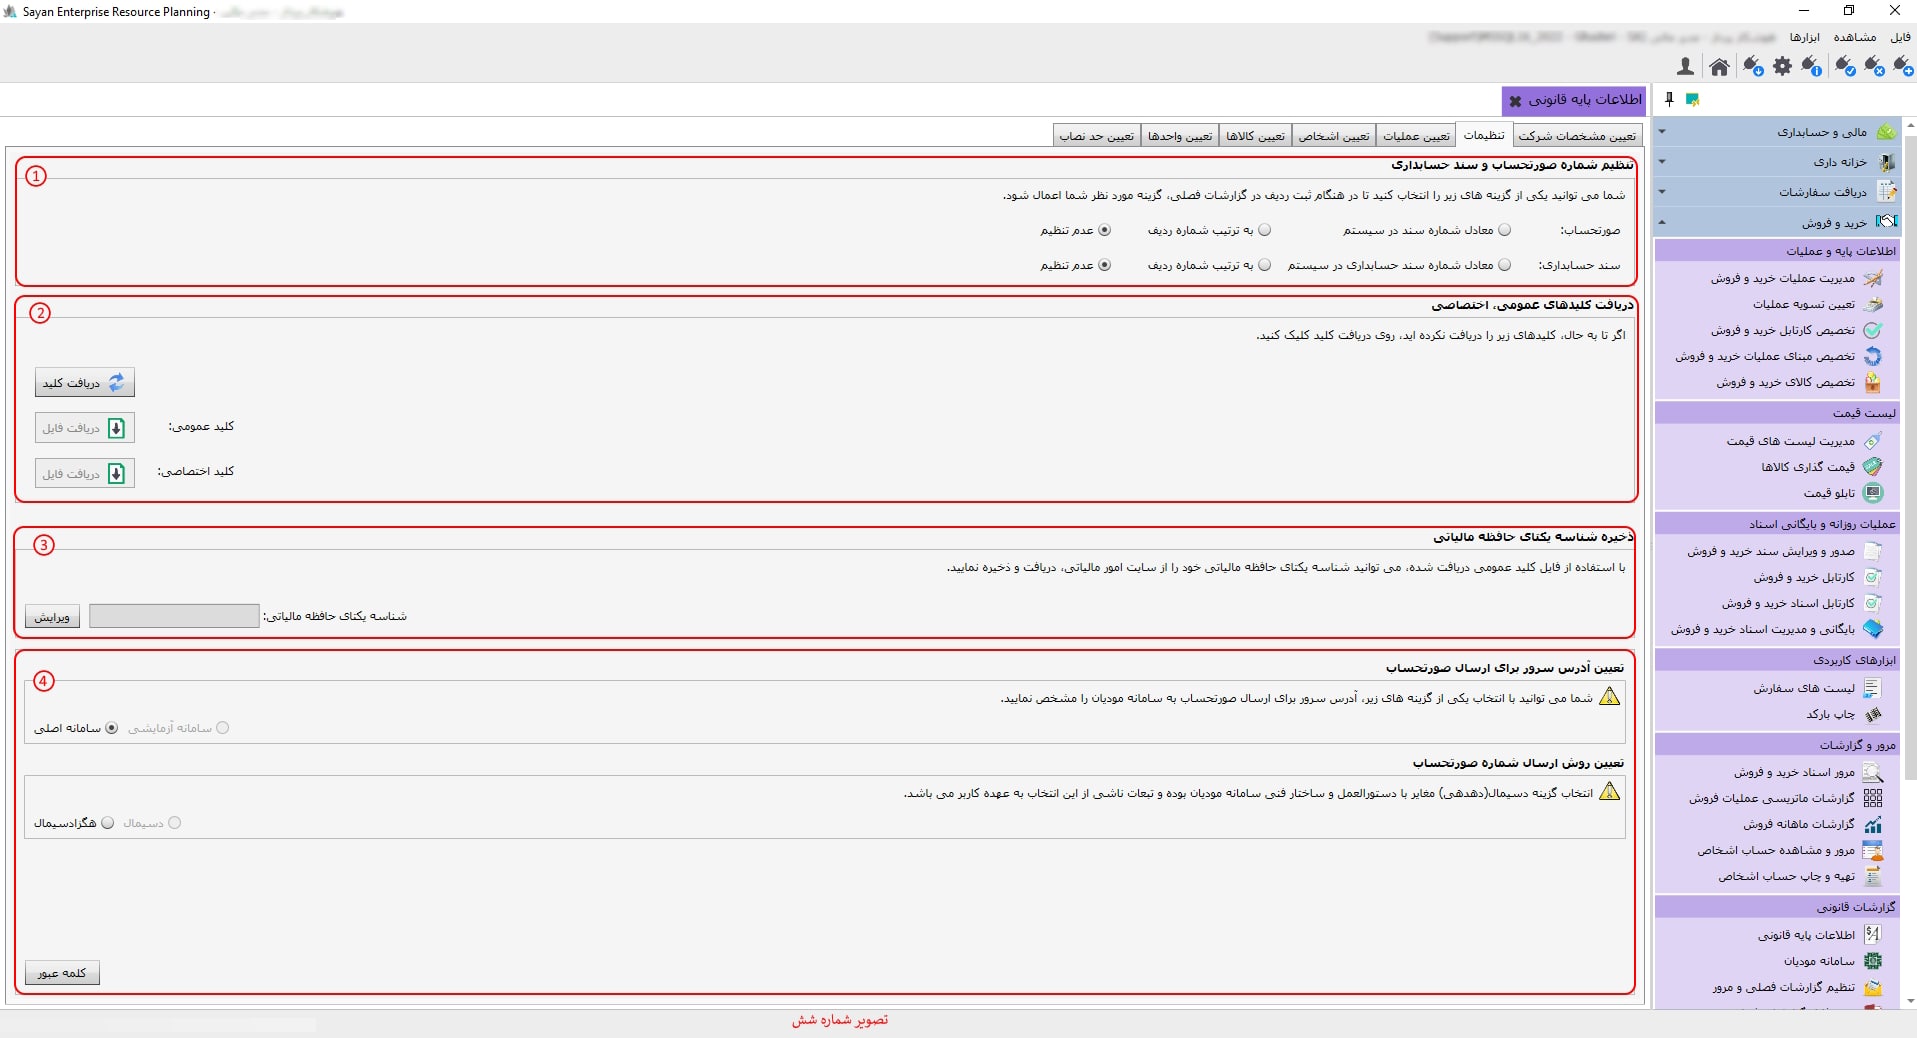 Sayan Enterprise Resource Planning -
فایل مشاهده ابزارها
اطلاعات پایه قانونی
تعیین مشخصات شرکت
تنظیمات
تعیین عملیات
تعیین اشخاص
تعیین کالاها
تعیین واحدها
تعیین حد نصاب
1
تنظیم شماره صورتحساب و سند حسابداری
شما می توانید یکی از گزینه های زیر را انتخاب کنید تا در هنگام ثبت ردیف در گزارشات فصلی، گزینه مورد نظر شما اعمال شود.
صورتحساب: معادل شماره سند در سیستم به ترتیب شماره ردیف عدم تنظیم
سند حسابداری: معادل شماره سند حسابداری در سیستم به ترتیب شماره ردیف عدم تنظیم
2
دریافت کلیدهای عمومی، اختصاصی
اگر تا به حال، کلیدهای زیر را دریافت نکرده اید، روی دریافت کلید کلیک کنید.
دریافت کلید
کلید عمومی: دریافت فایل
کلید اختصاصی: دریافت فایل
3
ذخیره شناسه یکتای حافظه مالیاتی
با استفاده از فایل کلید عمومی دریافت شده، می توانید شناسه یکتای حافظه مالیاتی خود را از سایت امور مالیاتی، دریافت و ذخیره نمایید.
شناسه یکتای حافظه مالیاتی: ویرایش
4
تعیین آدرس سرور برای ارسال صورتحساب
شما می توانید با انتخاب یکی از گزینه های زیر، آدرس سرور برای ارسال صورتحساب به سامانه مودیان را مشخص نمایید.
سامانه آزمایشی سامانه اصلی
تعیین روش ارسال شماره صورتحساب
انتخاب گزینه دسیمال(دهدهی) مغایر با دستورالعمل و ساختار فنی سامانه مودیان بوده و تبعات ناشی از این انتخاب به عهده کاربر می باشد.
دسیمال هگزادسیمال
کلمه عبور
مالی و حسابداری
خزانه داری
دریافت سفارشات
خرید و فروش
اطلاعات پایه و عملیات
مدیریت عملیات خرید و فروش
تعیین تسویه عملیات
تخصیص کارتابل خرید و فروش
تخصیص مبنای عملیات خرید و فروش
تخصیص کالای خرید و فروش
لیست قیمت
مدیریت لیست های قیمت
قیمت گذاری کالاها
تابلو قیمت
عملیات روزانه و بایگانی اسناد
صدور و ویرایش سند خرید و فروش
کارتابل خرید و فروش
کارتابل اسناد خرید و فروش
بایگانی و مدیریت اسناد خرید و فروش
ابزارهای کاربردی
لیست های سفارش
چاپ بارکد
مرور و گزارشات
مرور اسناد خرید و فروش
گزارشات ماتریسی عملیات فروش
گزارشات ماهانه فروش
مرور و مشاهده حساب اشخاص
تهیه و چاپ حساب اشخاص
گزارشات قانونی
اطلاعات پایه قانونی
سامانه مودیان
تنظیم گزارشات فصلی و مرور
تصویر شماره شش